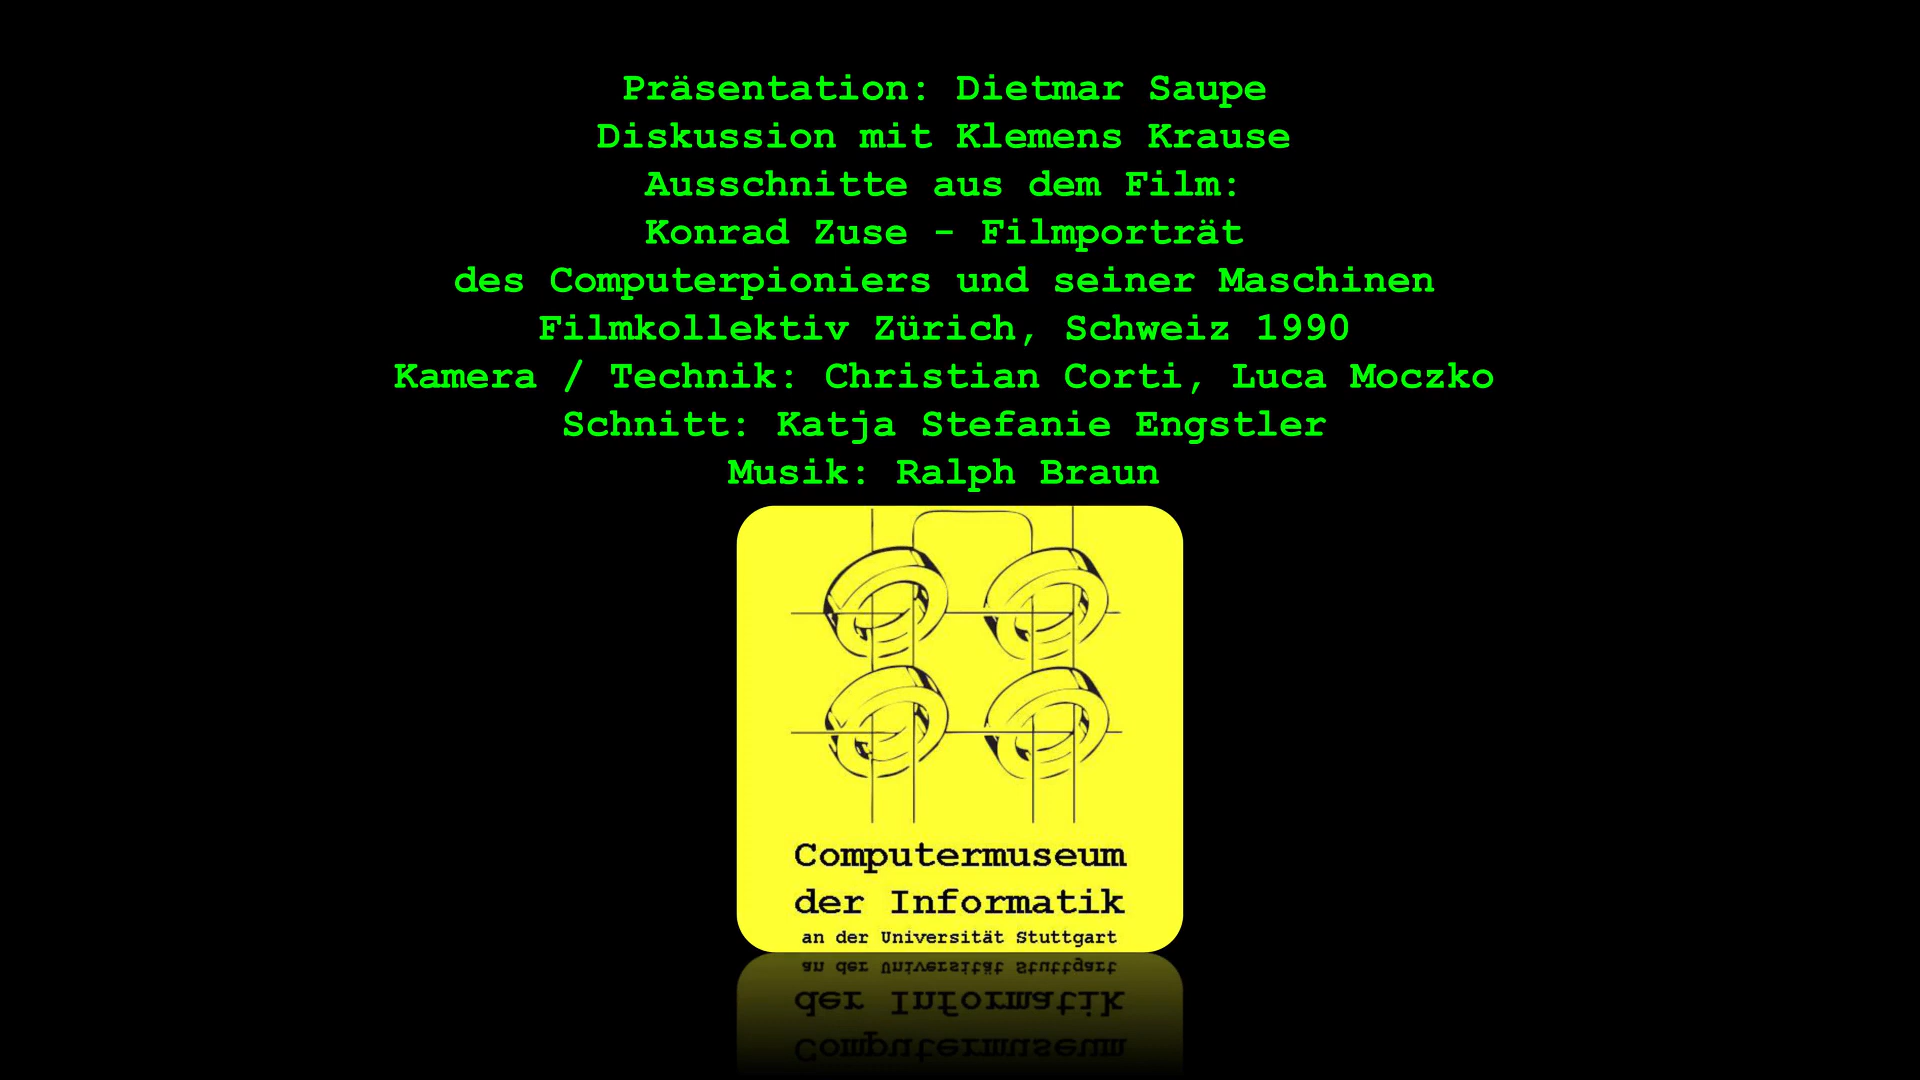 Präsentation: Dietmar Saupe
Diskussion mit Klemens Krause
Ausschnitte aus dem Film:
Konrad Zuse - Filmporträt
des Computerpioniers und seiner Maschinen
Filmkollektiv Zürich, Schweiz 1990
Kamera / Technik: Christian Corti, Luca Moczko
Schnitt: Katja Stefanie Engstler
Musik: Ralph Braun
Computermuseum
der Informatik
an der Universität Stuttgart